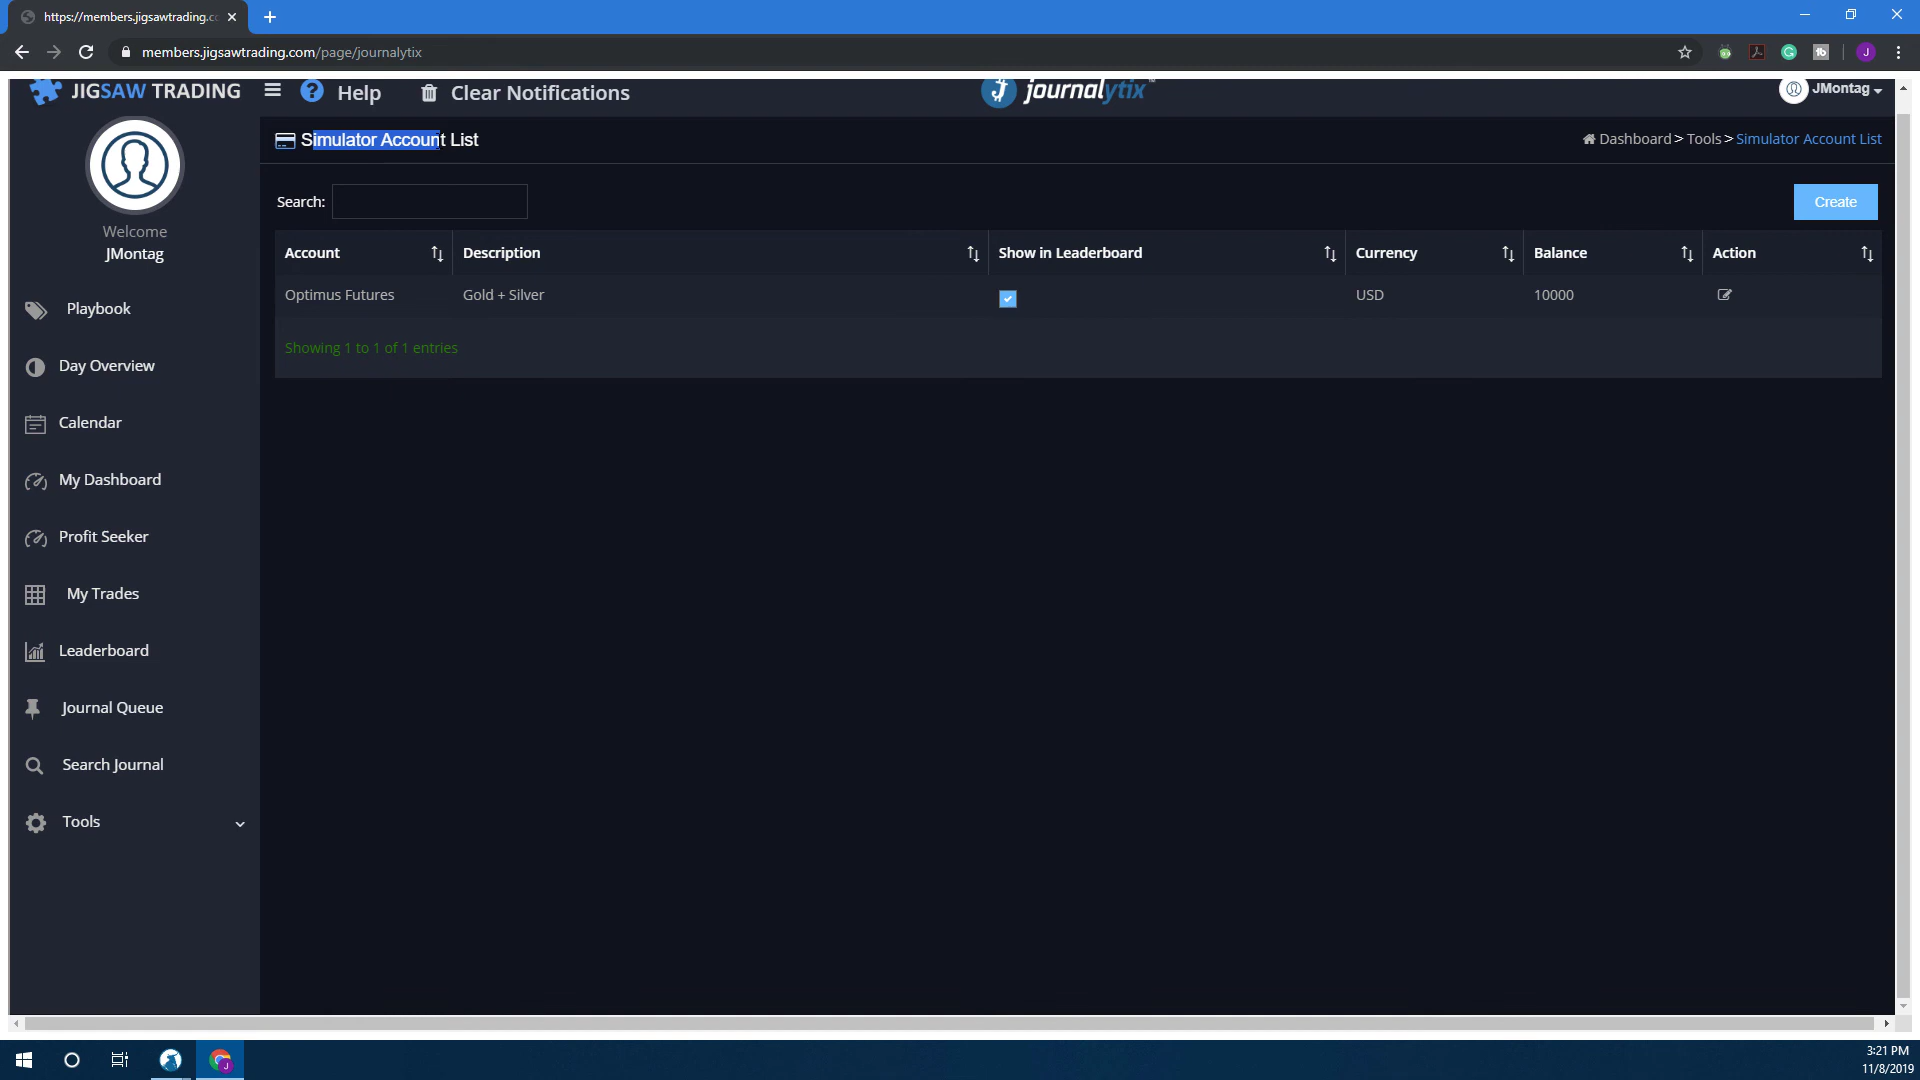 https://members.jigsawtrading.co
members.jigsawtrading.com/page/journalytix
JIGSAW TRADING
Help
Clear Notifications
journalytix
JMontag
Simulator Account List
Dashboard > Tools > Simulator Account List
Welcome
JMontag
Search:
Create
Account
Description
Show in Leaderboard
Currency
Balance
Action
Optimus Futures
Gold + Silver
USD
10000
Showing 1 to 1 of 1 entries
Playbook
Day Overview
Calendar
My Dashboard
Profit Seeker
My Trades
Leaderboard
Journal Queue
Search Journal
Tools
3:21 PM
11/8/2019